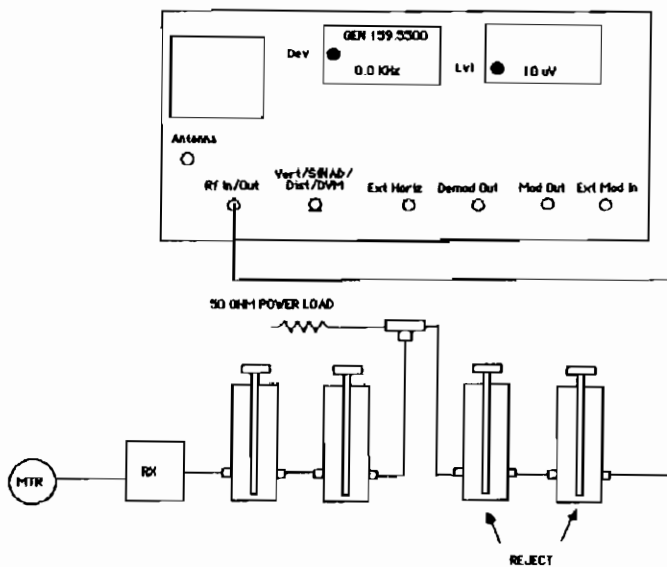 GEN 159.5500
Dev
0.0 KHz
Lvl
10 uV
Antenna
Rf In/Out
Vert/SINAD/
Dist/DVM
Ext Horiz
Demod Out
Mod Out
Ext Mod In
50 OHM POWER LOAD
MTR
RX
REJECT